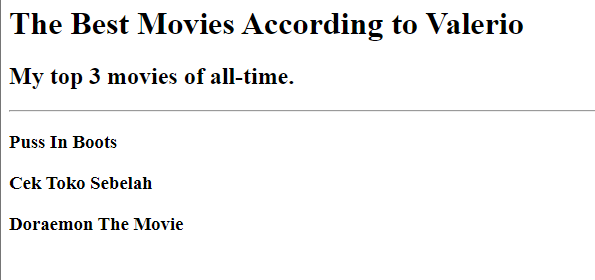 The Best Movies According to Valerio
My top 3 movies of all-time.
Puss In Boots
Cek Toko Sebelah
Doraemon The Movie